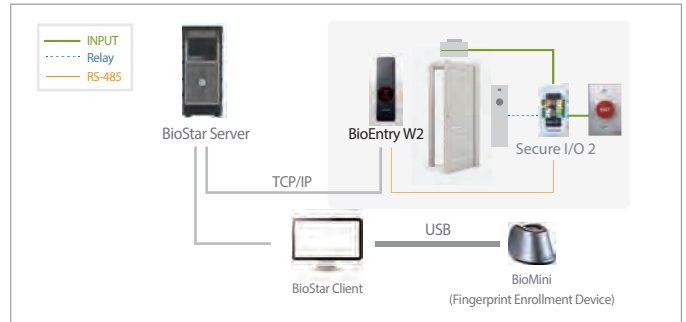 INPUT
Relay
RS-485
BioStar Server
BioEntry W2
Secure I/O 2
EXIT
TCP/IP
USB
BioStar Client
BioMini
(Fingerprint Enrollment Device)